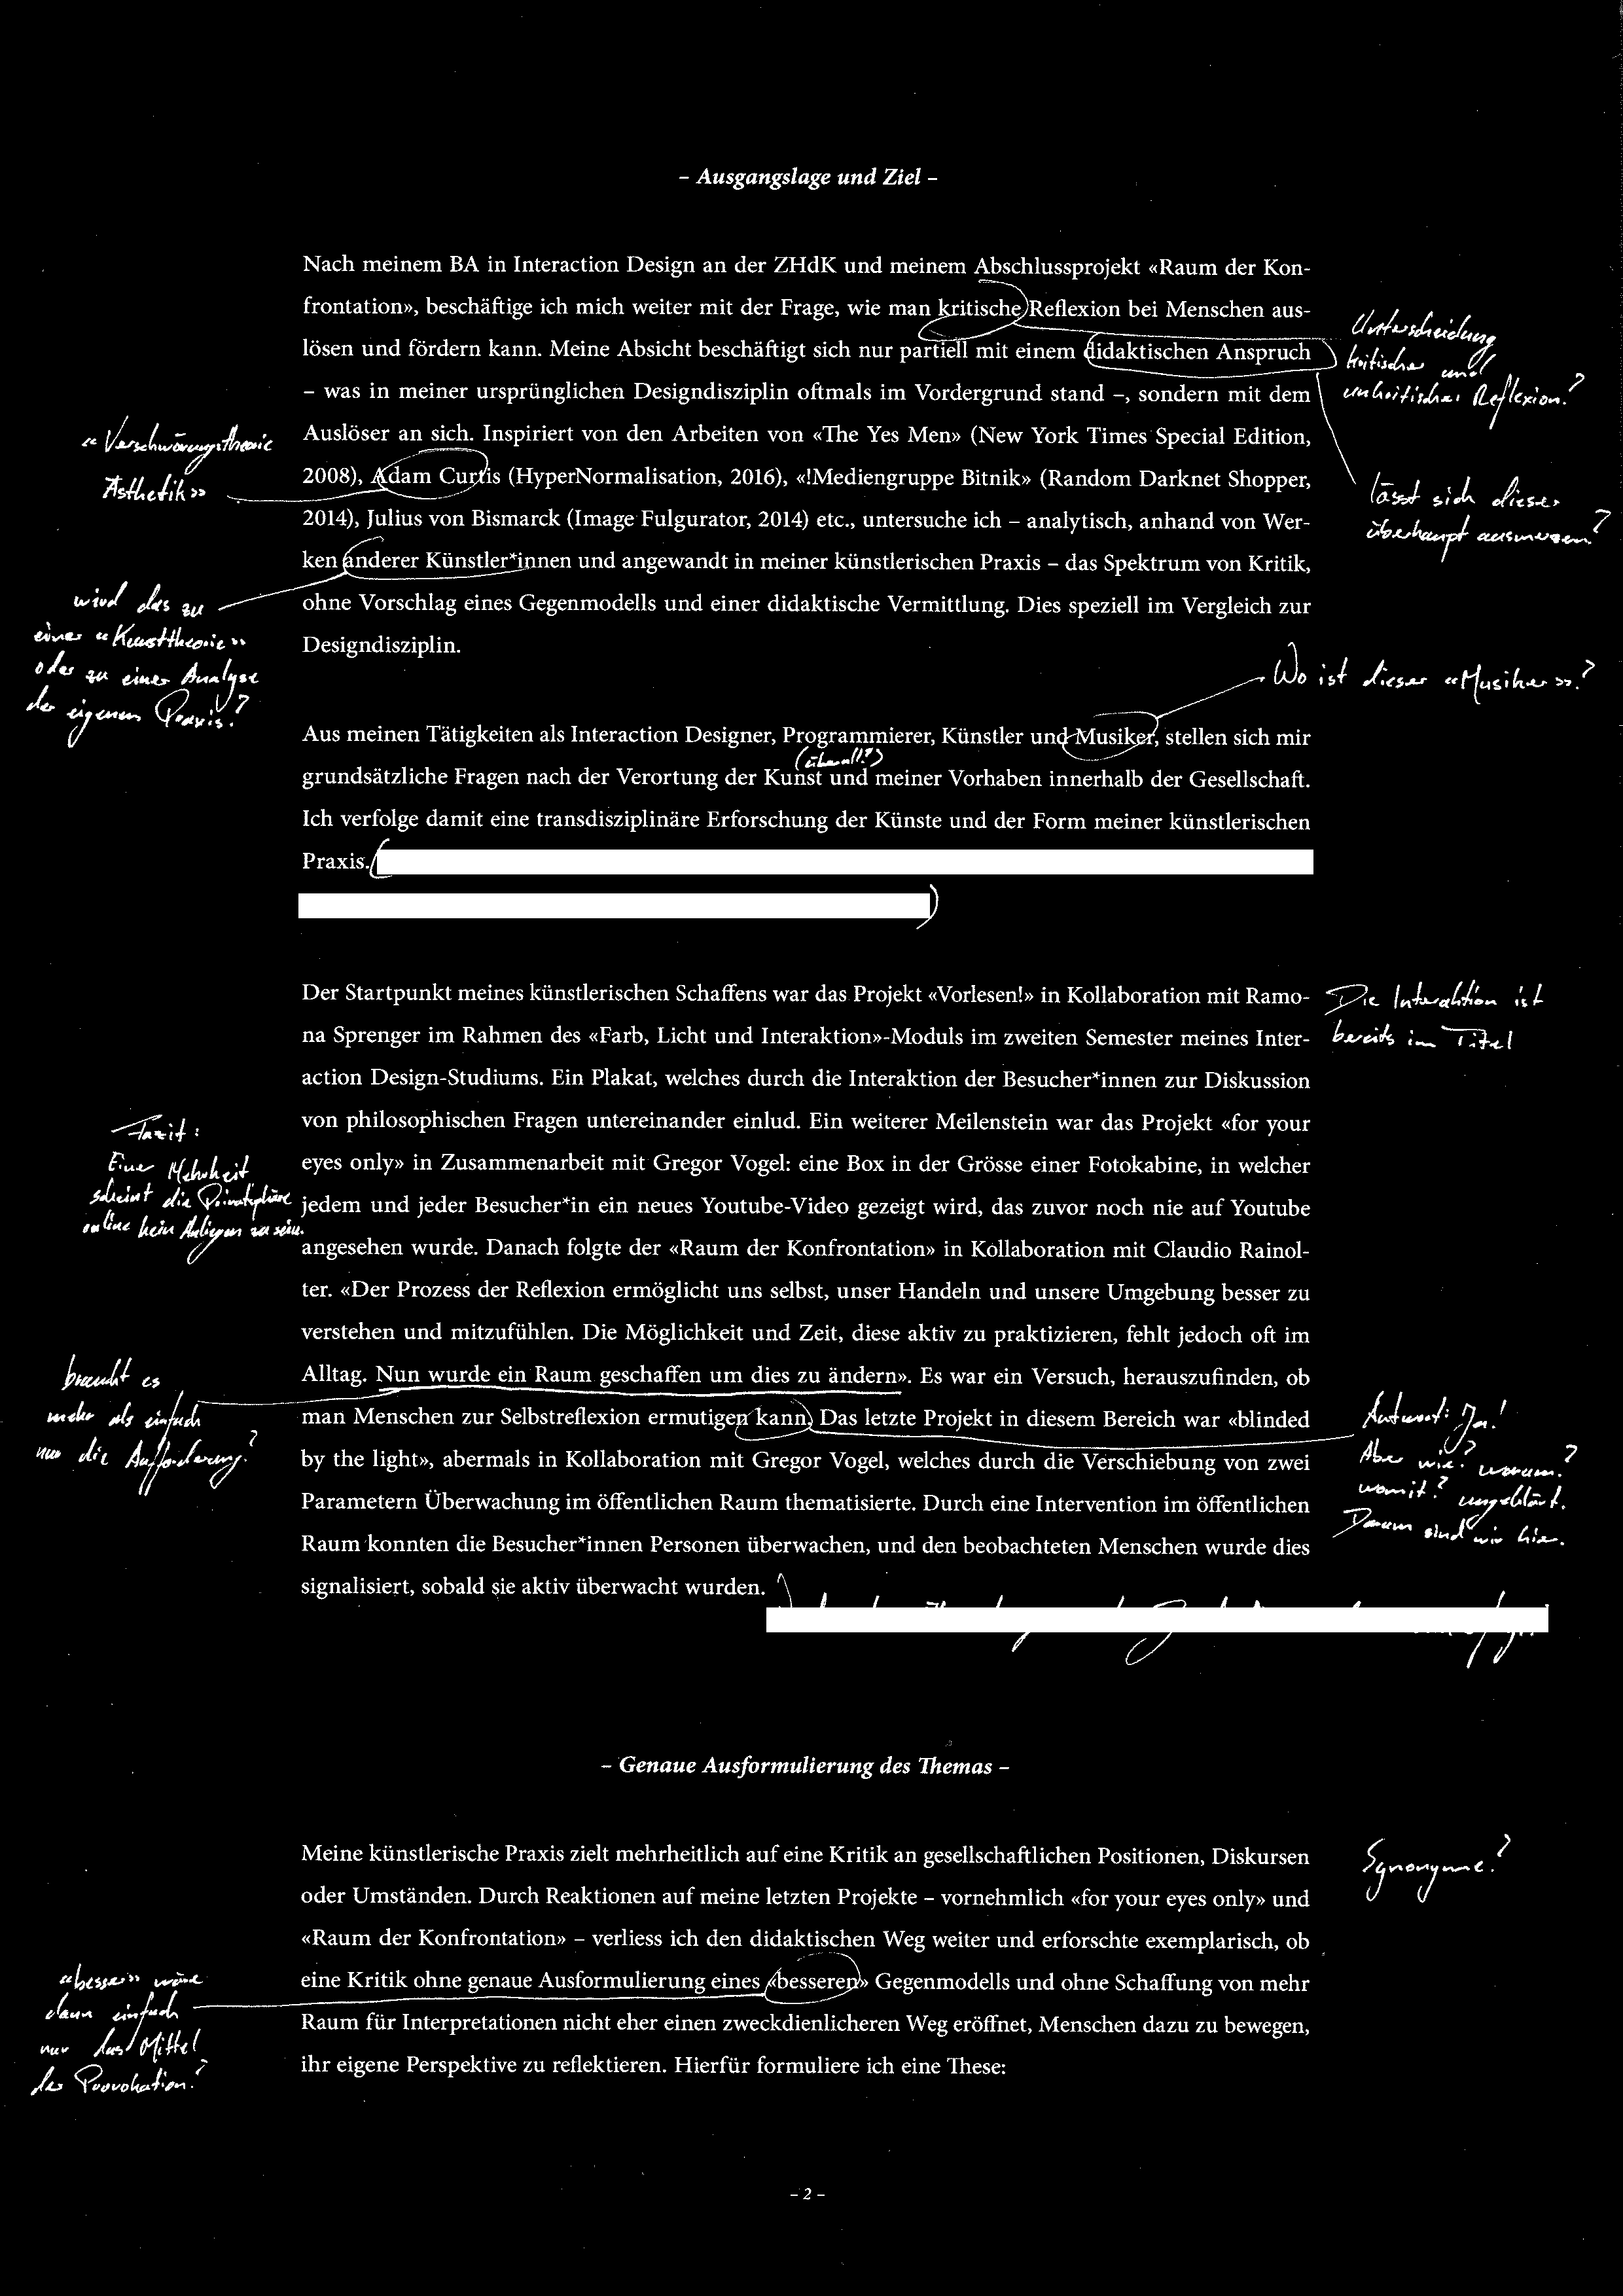 – Ausgangslage und Ziel –
Nach meinem BA in Interaction Design an der ZHdK und meinem Abschlussprojekt «Raum der Kon-
frontation», beschäftige ich mich weiter mit der Frage, wie man kritische Reflexion bei Menschen aus-
lösen und fördern kann. Meine Absicht beschäftigt sich nur partiell mit einem didaktischen Anspruch
– was in meiner ursprünglichen Designdisziplin oftmals im Vordergrund stand –, sondern mit dem
Auslöser an sich. Inspiriert von den Arbeiten von «The Yes Men» (New York Times Special Edition,
2008), Adam Curtis (HyperNormalisation, 2016), «!Mediengruppe Bitnik» (Random Darknet Shopper,
2014), Julius von Bismarck (Image Fulgurator, 2014) etc., untersuche ich – analytisch, anhand von Wer-
ken anderer Künstler*innen und angewandt in meiner künstlerischen Praxis – das Spektrum von Kritik,
ohne Vorschlag eines Gegenmodells und einer didaktische Vermittlung. Dies speziell im Vergleich zur
Designdisziplin.
Unterscheidung
kritischer und
unkritischer Reflexion?
«Verschwörungstheorie
Ästhetik»
lässt sich dieser
überhaupt ausmerzen?
wird das zu
einer «Kunsttheorie»
oder zu einer Analyse
der eigenen Praxis?
Wo ist dieser «Musiker»?
Aus meinen Tätigkeiten als Interaction Designer, Programmierer, Künstler und Musiker, stellen sich mir
(überall?)
grundsätzliche Fragen nach der Verortung der Kunst und meiner Vorhaben innerhalb der Gesellschaft.
Ich verfolge damit eine transdisziplinäre Erforschung der Künste und der Form meiner künstlerischen
Praxis.
Der Startpunkt meines künstlerischen Schaffens war das Projekt «Vorlesen!» in Kollaboration mit Ramo-
na Sprenger im Rahmen des «Farb, Licht und Interaktion»-Moduls im zweiten Semester meines Inter-
action Design-Studiums. Ein Plakat, welches durch die Interaktion der Besucher*innen zur Diskussion
von philosophischen Fragen untereinander einlud. Ein weiterer Meilenstein war das Projekt «for your
eyes only» in Zusammenarbeit mit Gregor Vogel: eine Box in der Grösse einer Fotokabine, in welcher
jedem und jeder Besucher*in ein neues Youtube-Video gezeigt wird, das zuvor noch nie auf Youtube
angesehen wurde. Danach folgte der «Raum der Konfrontation» in Kollaboration mit Claudio Rainol-
ter. «Der Prozess der Reflexion ermöglicht uns selbst, unser Handeln und unsere Umgebung besser zu
verstehen und mitzufühlen. Die Möglichkeit und Zeit, diese aktiv zu praktizieren, fehlt jedoch oft im
Alltag. Nun wurde ein Raum geschaffen um dies zu ändern». Es war ein Versuch, herauszufinden, ob
man Menschen zur Selbstreflexion ermutigen kann. Das letzte Projekt in diesem Bereich war «blinded
by the light», abermals in Kollaboration mit Gregor Vogel, welches durch die Verschiebung von zwei
Parametern Überwachung im öffentlichen Raum thematisierte. Durch eine Intervention im öffentlichen
Raum konnten die Besucher*innen Personen überwachen, und den beobachteten Menschen wurde dies
signalisiert, sobald sie aktiv überwacht wurden.
Die Interaktion ist
bereits im Titel
Fazit:
Einer Mehrheit
scheint die Privatsphäre
online kein Anliegen zu sein.
braucht es
mehr als einfach
nur die Aufforderung?
Antwort: Ja!
Aber wie? warum?
womit? ungeklärt.
Darum sind wir hier.
– Genaue Ausformulierung des Themas –
Meine künstlerische Praxis zielt mehrheitlich auf eine Kritik an gesellschaftlichen Positionen, Diskursen
oder Umständen. Durch Reaktionen auf meine letzten Projekte – vornehmlich «for your eyes only» und
«Raum der Konfrontation» – verliess ich den didaktischen Weg weiter und erforschte exemplarisch, ob
eine Kritik ohne genaue Ausformulierung eines «besseren» Gegenmodells und ohne Schaffung von mehr
Raum für Interpretationen nicht eher einen zweckdienlicheren Weg eröffnet, Menschen dazu zu bewegen,
ihr eigene Perspektive zu reflektieren. Hierfür formuliere ich eine These:
Synonyme?
«besser» wäre
dann einfach
nur das Mittel
der Provokation?
– 2 –